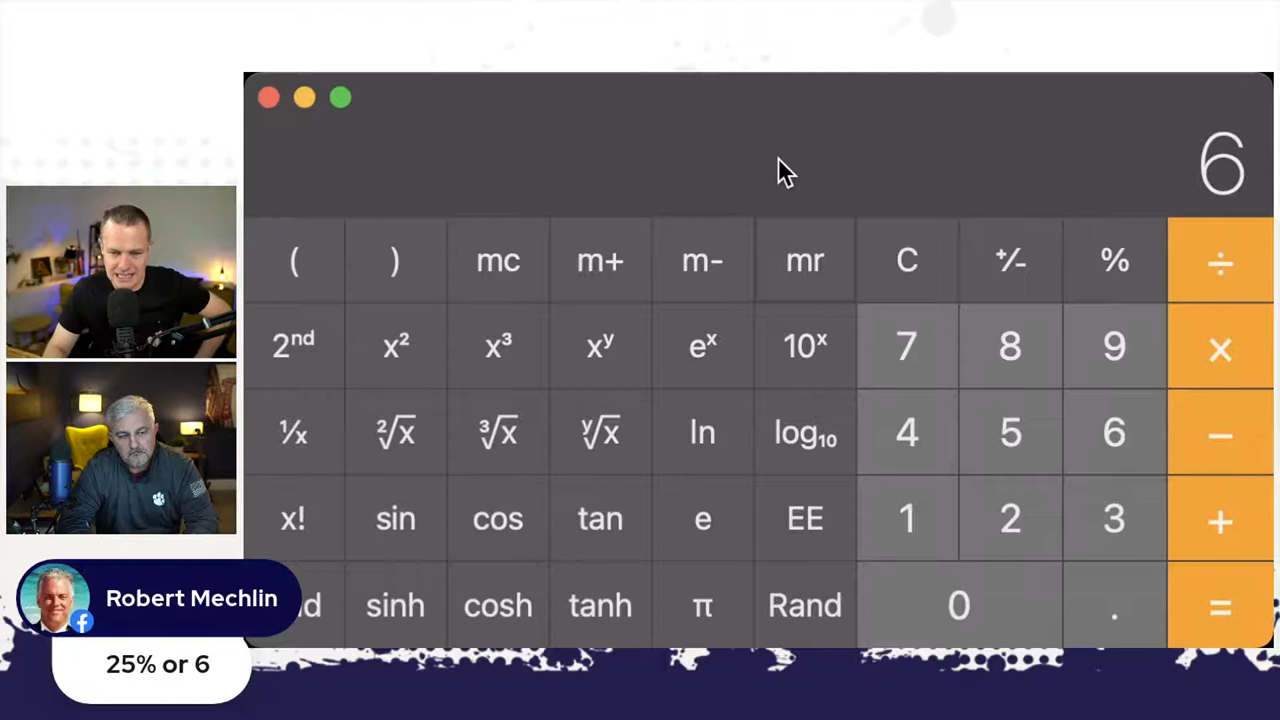 6
( ) mc m+ m- mr C +/- % ÷
2nd x² x³ xʸ eˣ 10ˣ 7 8 9 ×
1/x ²√x ³√x ʸ√x ln log₁₀ 4 5 6 −
x! sin cos tan e EE 1 2 3 +
d sinh cosh tanh π Rand 0 . =
Robert Mechlin
25% or 6